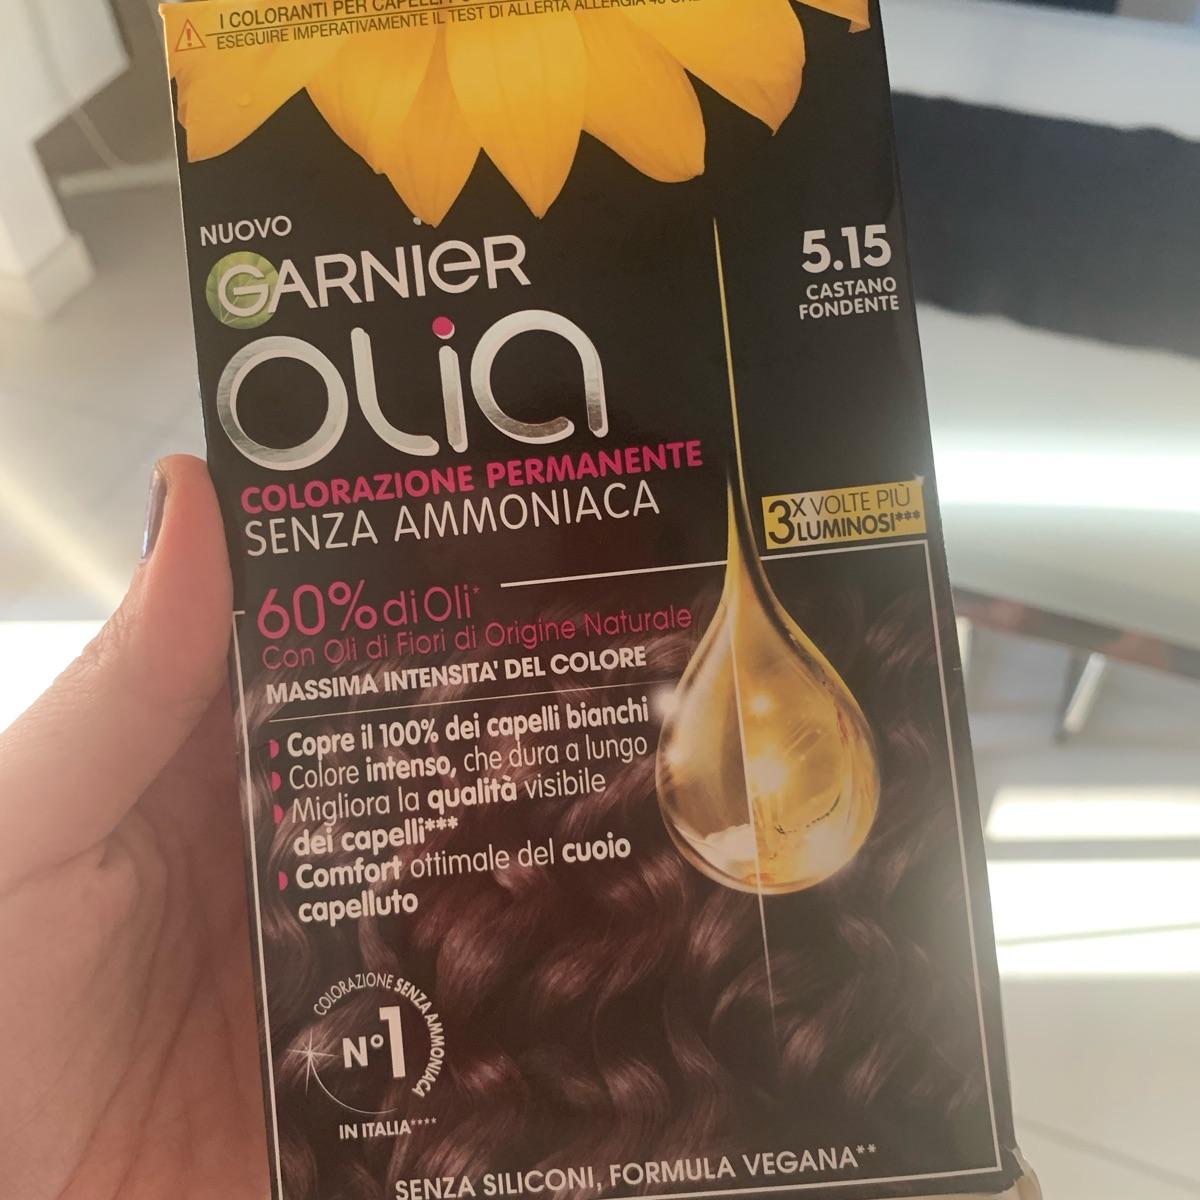 I COLORANTI PER CAPELLI
ESEGUIRE IMPERATIVAMENTE IL TEST DI ALLERTA ALLERGIA 48 ORE
NUOVO
GARNIER
OLIA
COLORAZIONE PERMANENTE
SENZA AMMONIACA
5.15
CASTANO
FONDENTE
3X VOLTE PIÙ
LUMINOSI***
60% di Oli*
Con Oli di Fiori di Origine Naturale
MASSIMA INTENSITA' DEL COLORE
Copre il 100% dei capelli bianchi
Colore intenso, che dura a lungo
Migliora la qualità visibile
dei capelli***
Comfort ottimale del cuoio
capelluto
COLORAZIONE SENZA AMMONIACA
N°1
IN ITALIA****
SENZA SILICONI, FORMULA VEGANA**